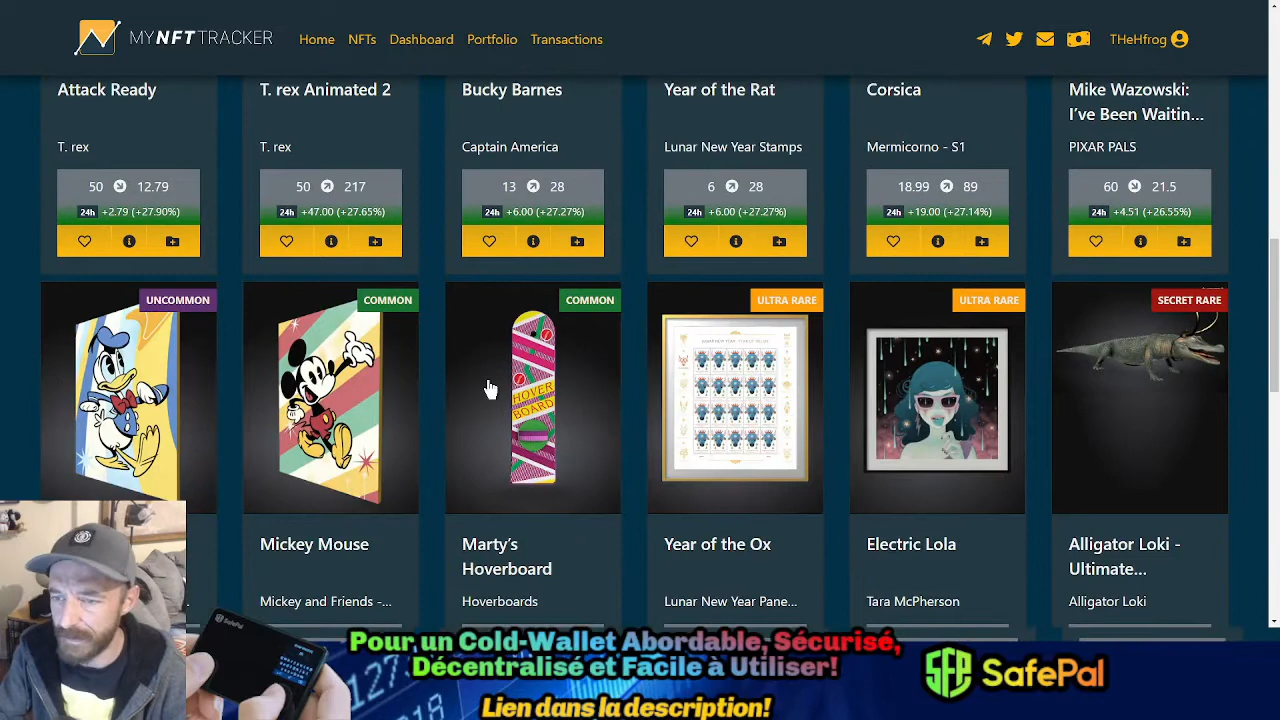 MYNFTTRACKER
Home NFTs Dashboard Portfolio Transactions
THeHfrog
Attack Ready
T. rex
50 12.79
24h +2.79 (+27.90%)
T. rex Animated 2
T. rex
50 217
24h +47.00 (+27.65%)
Bucky Barnes
Captain America
13 28
24h +6.00 (+27.27%)
Year of the Rat
Lunar New Year Stamps
6 28
24h +6.00 (+27.27%)
Corsica
Mermicorno - S1
18.99 89
24h +19.00 (+27.14%)
Mike Wazowski:
I’ve Been Waitin...
PIXAR PALS
60 21.5
24h +4.51 (+26.55%)
UNCOMMON
COMMON
Mickey Mouse
Mickey and Friends -...
COMMON
HOVER
BOARD
Marty’s
Hoverboard
Hoverboards
ULTRA RARE
Year of the Ox
Lunar New Year Pane...
ULTRA RARE
Electric Lola
Tara McPherson
SECRET RARE
Alligator Loki -
Ultimate...
Alligator Loki
SafePal
Pour un Cold-Wallet Abordable, Sécurisé,
Décentralisé et Facile à Utiliser!
Lien dans la description!
SFP SafePal